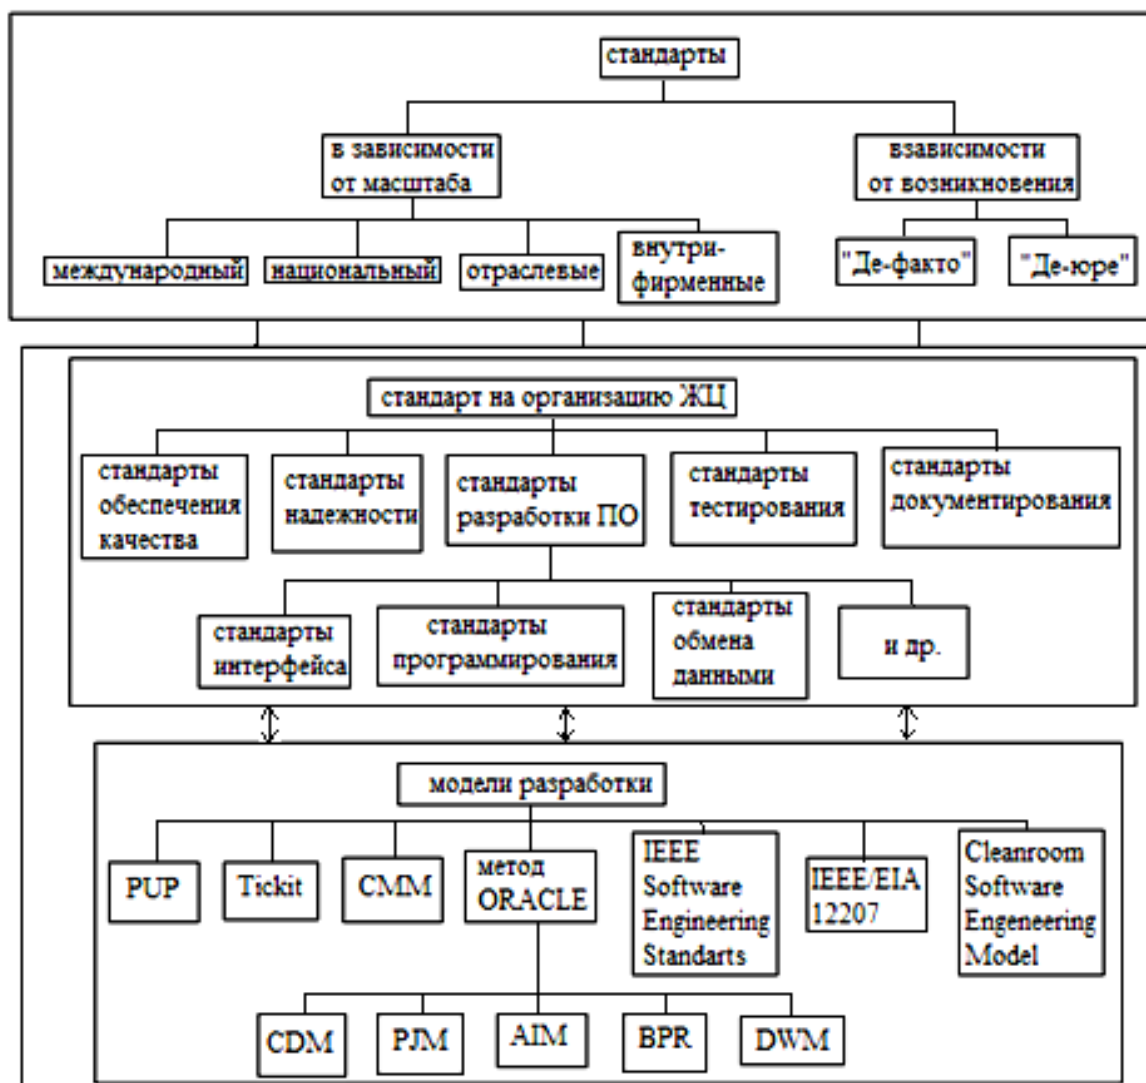 стандарты
в зависимости
от масштаба
взависимости
от возникновения
международный
национальный
отраслевые
внутри-
фирменные
"Де-факто"
"Де-юре"
стандарт на организацию ЖЦ
стандарты
обеспечения
качества
стандарты
надежности
стандарты
разработки ПО
стандарты
тестирования
стандарты
документирования
стандарты
интерфейса
стандарты
программирования
стандарты
обмена
данными
и др.
модели разработки
PUP
Tickit
CMM
метод
ORACLE
IEEE
Software
Engineering
Standarts
IEEE/EIA
12207
Cleanroom
Software
Engeneering
Model
CDM
PJM
AIM
BPR
DWM